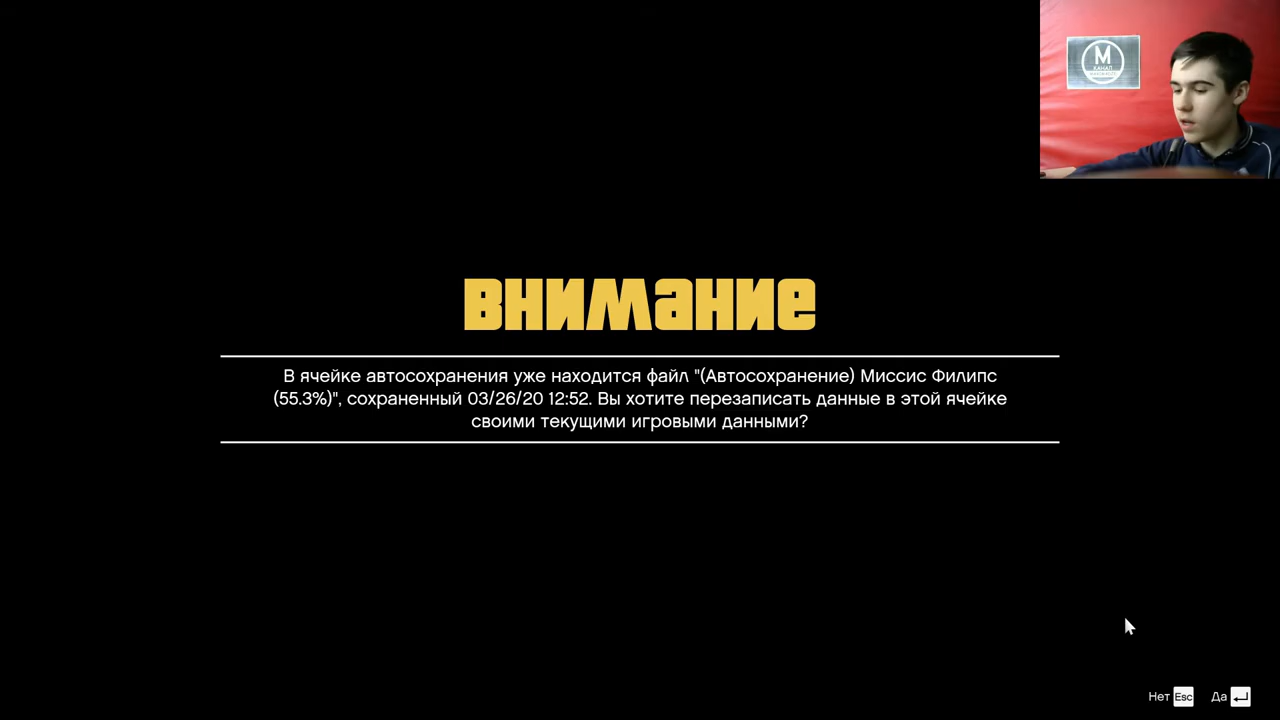 М
КАНАЛ
внимание
В ячейке автосохранения уже находится файл "(Автосохранение) Миссис Филипс
(55.3%)", сохраненный 03/26/20 12:52. Вы хотите перезаписать данные в этой ячейке
своими текущими игровыми данными?
Нет Esc Да